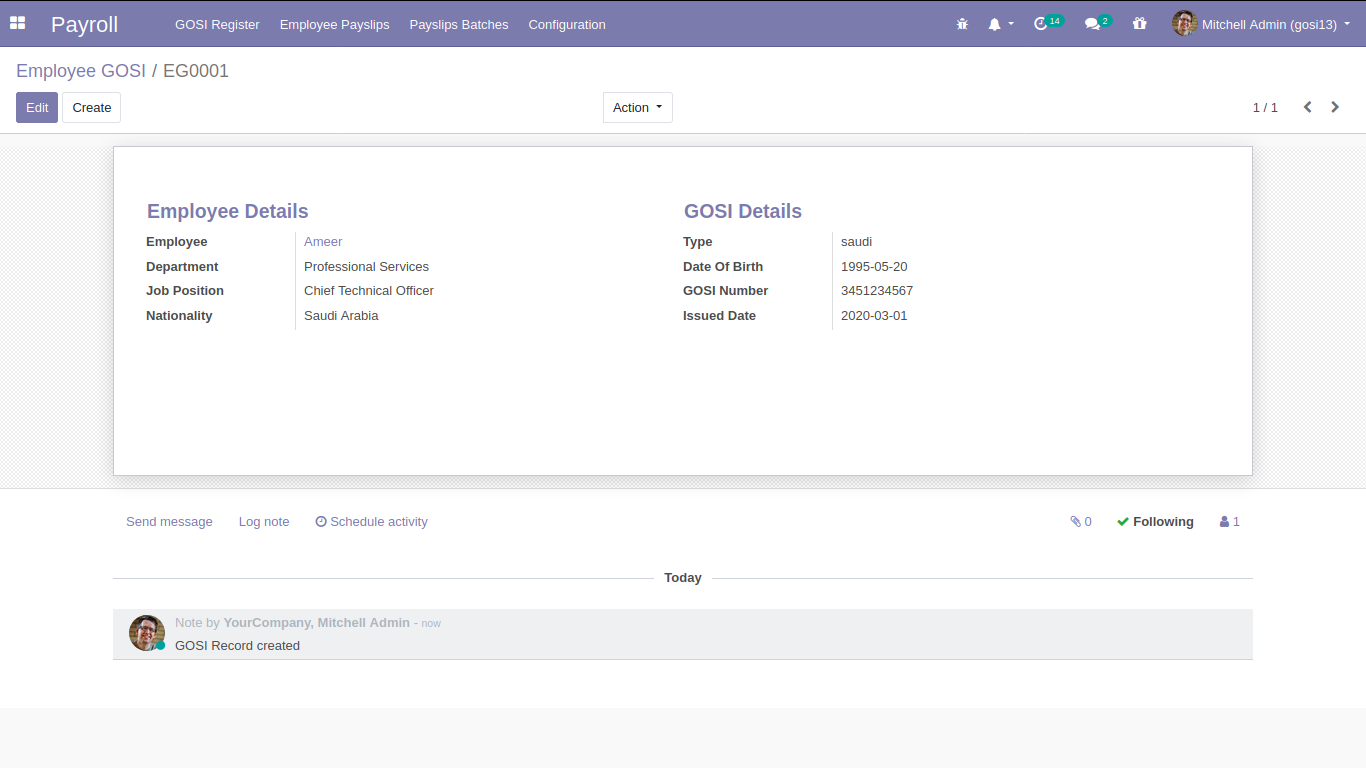 Payroll GOSI Register Employee Payslips Payslips Batches Configuration 14 2 Mitchell Admin (gosi13)
Employee GOSI / EG0001
Edit Create Action 1 / 1
Employee Details
Employee Ameer
Department Professional Services
Job Position Chief Technical Officer
Nationality Saudi Arabia
GOSI Details
Type saudi
Date Of Birth 1995-05-20
GOSI Number 3451234567
Issued Date 2020-03-01
Send message Log note Schedule activity 0 Following 1
Today
Note by YourCompany, Mitchell Admin - now
GOSI Record created